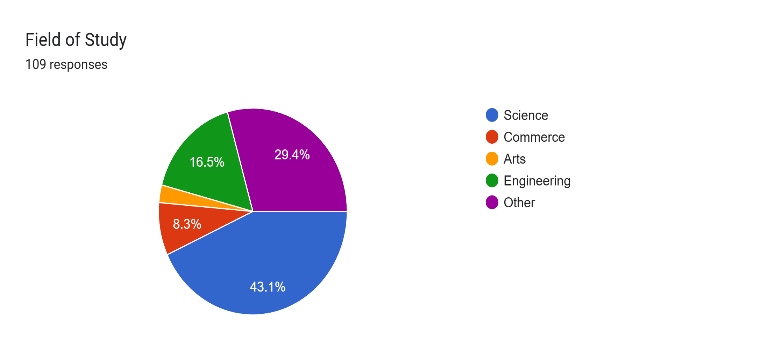 Field of Study
109 responses
29.4%
16.5%
8.3%
43.1%
Science
Commerce
Arts
Engineering
Other